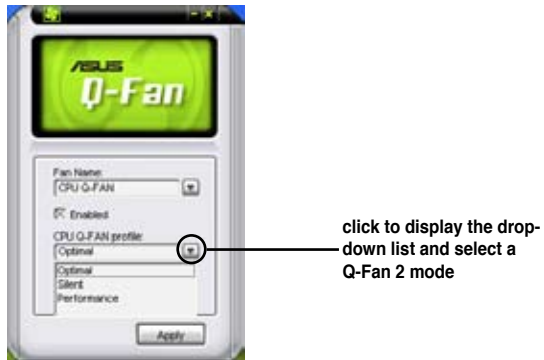 ASUS
Q-Fan
Fan Name:
CPU Q-FAN
Enabled
CPU Q-FAN profile:
Optimal
Optimal
Silent
Performance
Apply
click to display the drop-
down list and select a
Q-Fan 2 mode